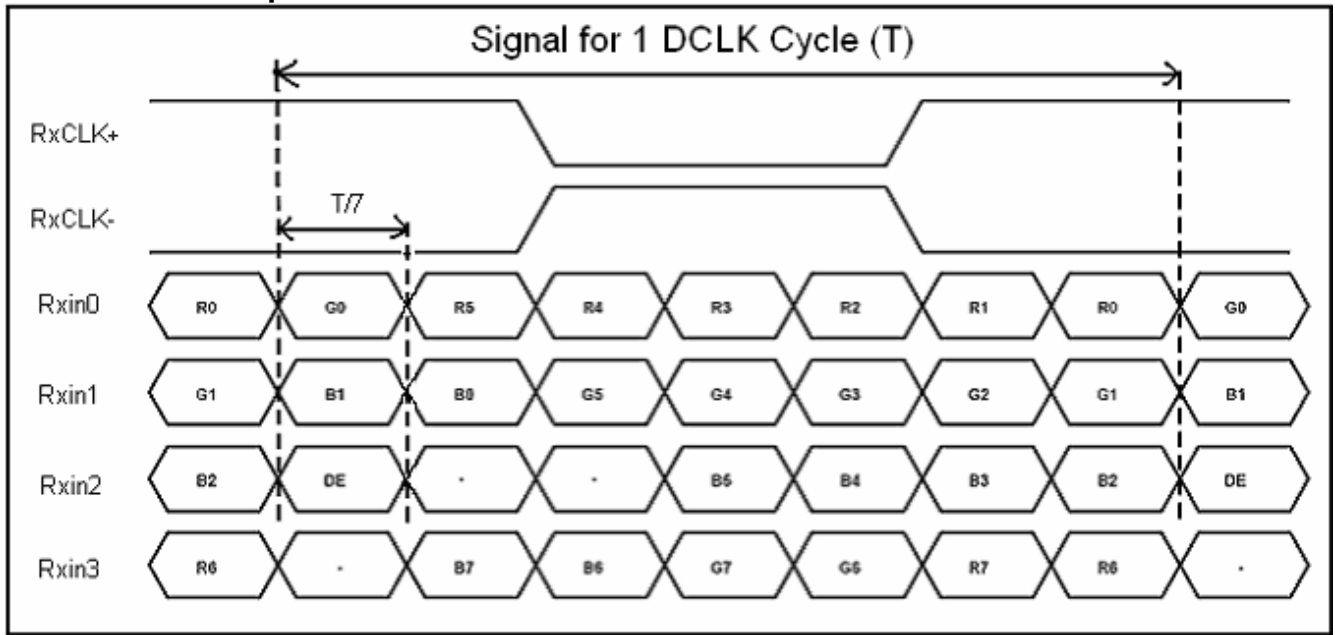 Signal for 1 DCLK Cycle (T)
RxCLK+
T/7
RxCLK-
Rxin0 R0 G0 R5 R4 R3 R2 R1 R0 G0
Rxin1 G1 B1 B0 G5 G4 G3 G2 G1 B1
Rxin2 B2 DE - - B5 B4 B3 B2 DE
Rxin3 R6 - B7 B6 G7 G6 R7 R6 -